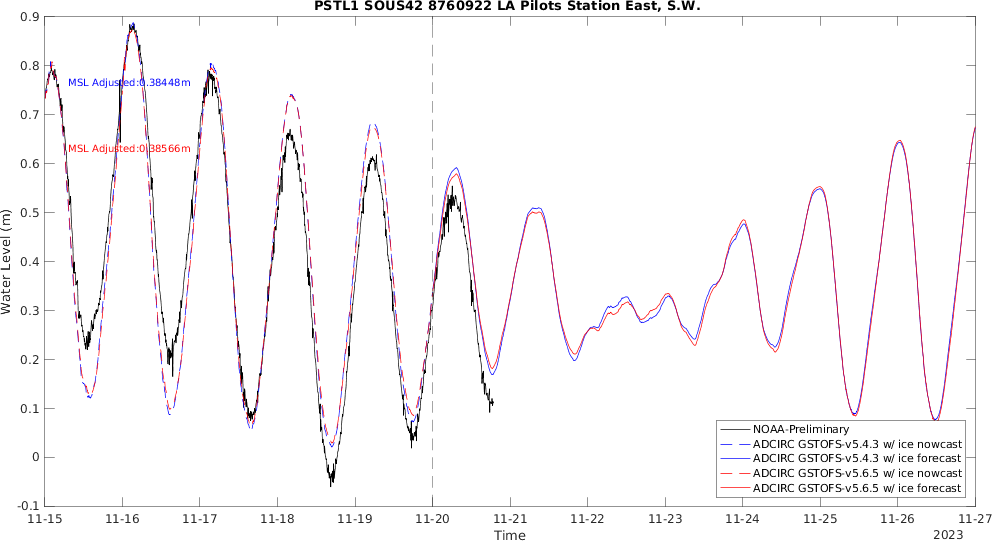 PSTL1 SOUS42 8760922 LA Pilots Station East, S.W.
0.9
0.8
0.7
0.6
0.5
0.4
0.3
0.2
0.1
0
-0.1
Water Level (m)
MSL Adjusted:0.38448m
MSL Adjusted:0.38566m
NOAA-Preliminary
ADCIRC GSTOFS-v5.4.3 w/ ice nowcast
ADCIRC GSTOFS-v5.4.3 w/ ice forecast
ADCIRC GSTOFS-v5.6.5 w/ ice nowcast
ADCIRC GSTOFS-v5.6.5 w/ ice forecast
11-15 11-16 11-17 11-18 11-19 11-20 11-21 11-22 11-23 11-24 11-25 11-26 11-27
Time
2023